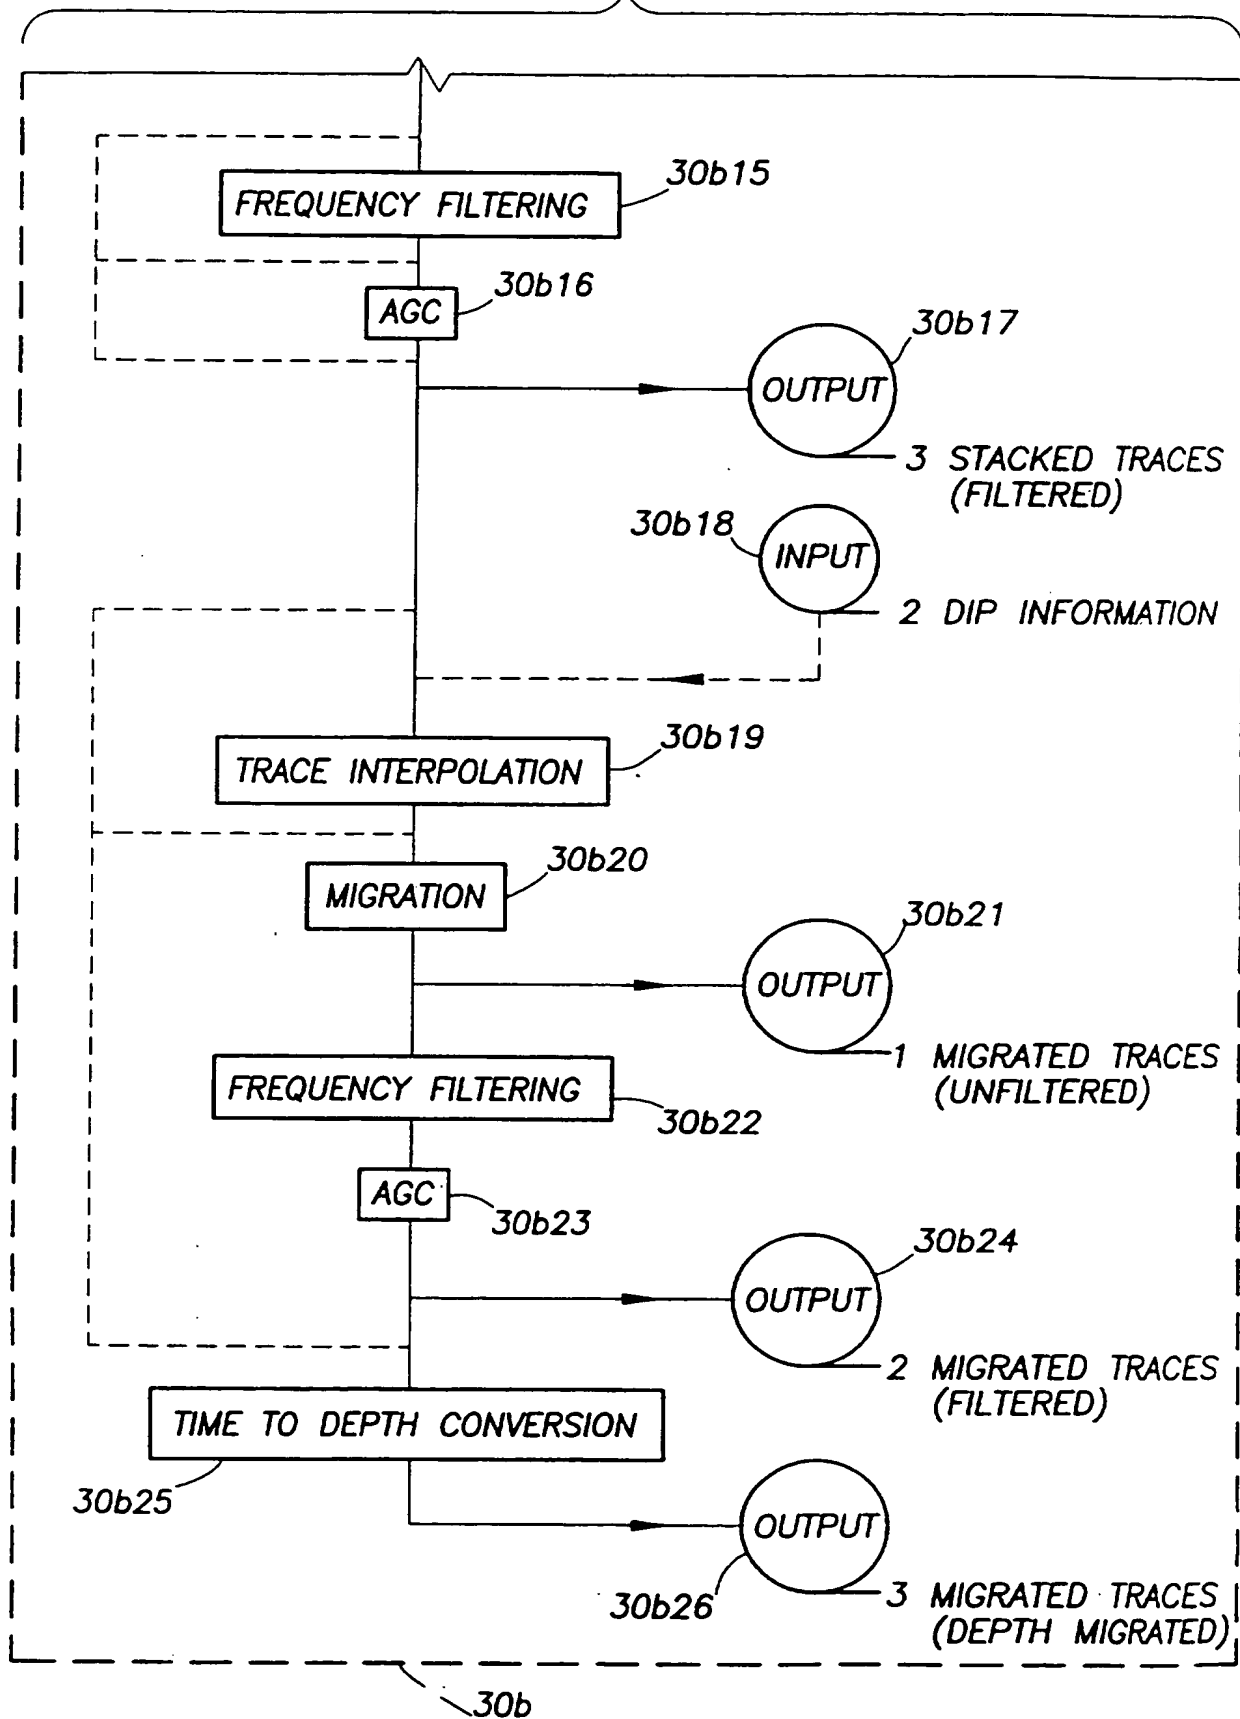 30b15
FREQUENCY FILTERING
30b16
AGC
30b17
OUTPUT
3 STACKED TRACES
(FILTERED)
30b18
INPUT
2 DIP INFORMATION
30b19
TRACE INTERPOLATION
30b20
MIGRATION
30b21
OUTPUT
1 MIGRATED TRACES
(UNFILTERED)
FREQUENCY FILTERING
30b22
AGC
30b23
30b24
OUTPUT
2 MIGRATED TRACES
(FILTERED)
TIME TO DEPTH CONVERSION
30b25
OUTPUT
30b26
3 MIGRATED TRACES
(DEPTH MIGRATED)
30b